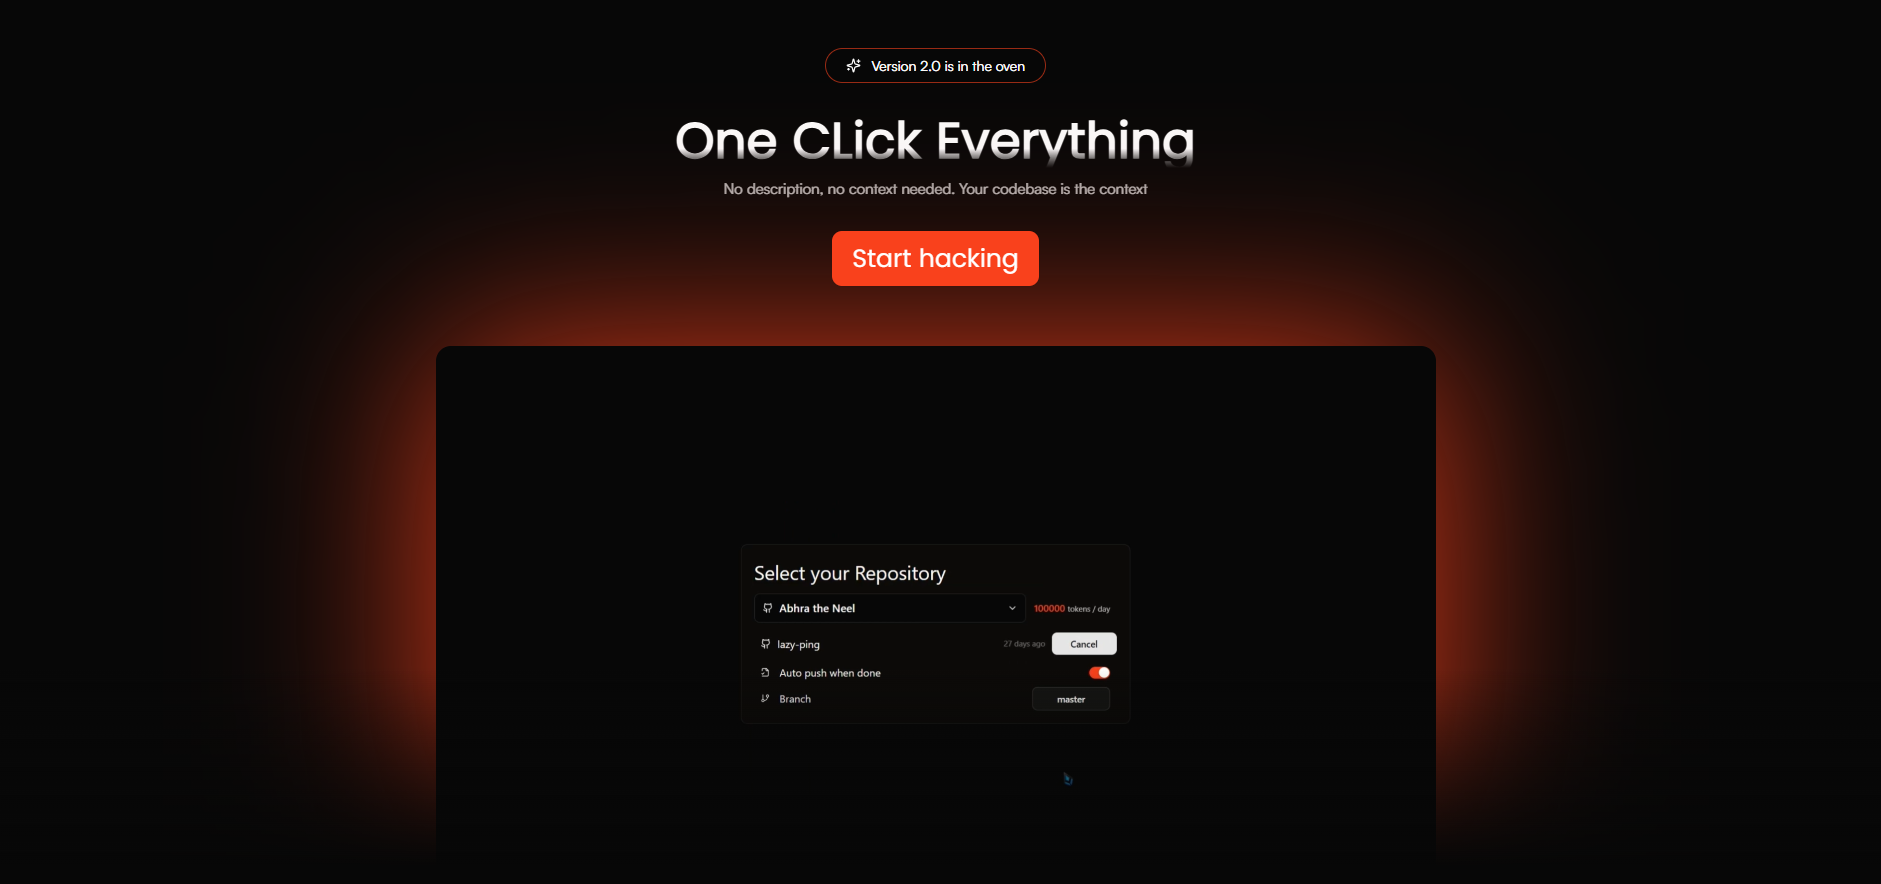 Version 2.0 is in the oven
One CLick Everything
No description, no context needed. Your codebase is the context
Start hacking
Select your Repository
Abhra the Neel
100000 tokens / day
lazy-ping
27 days ago
Cancel
Auto push when done
Branch
master